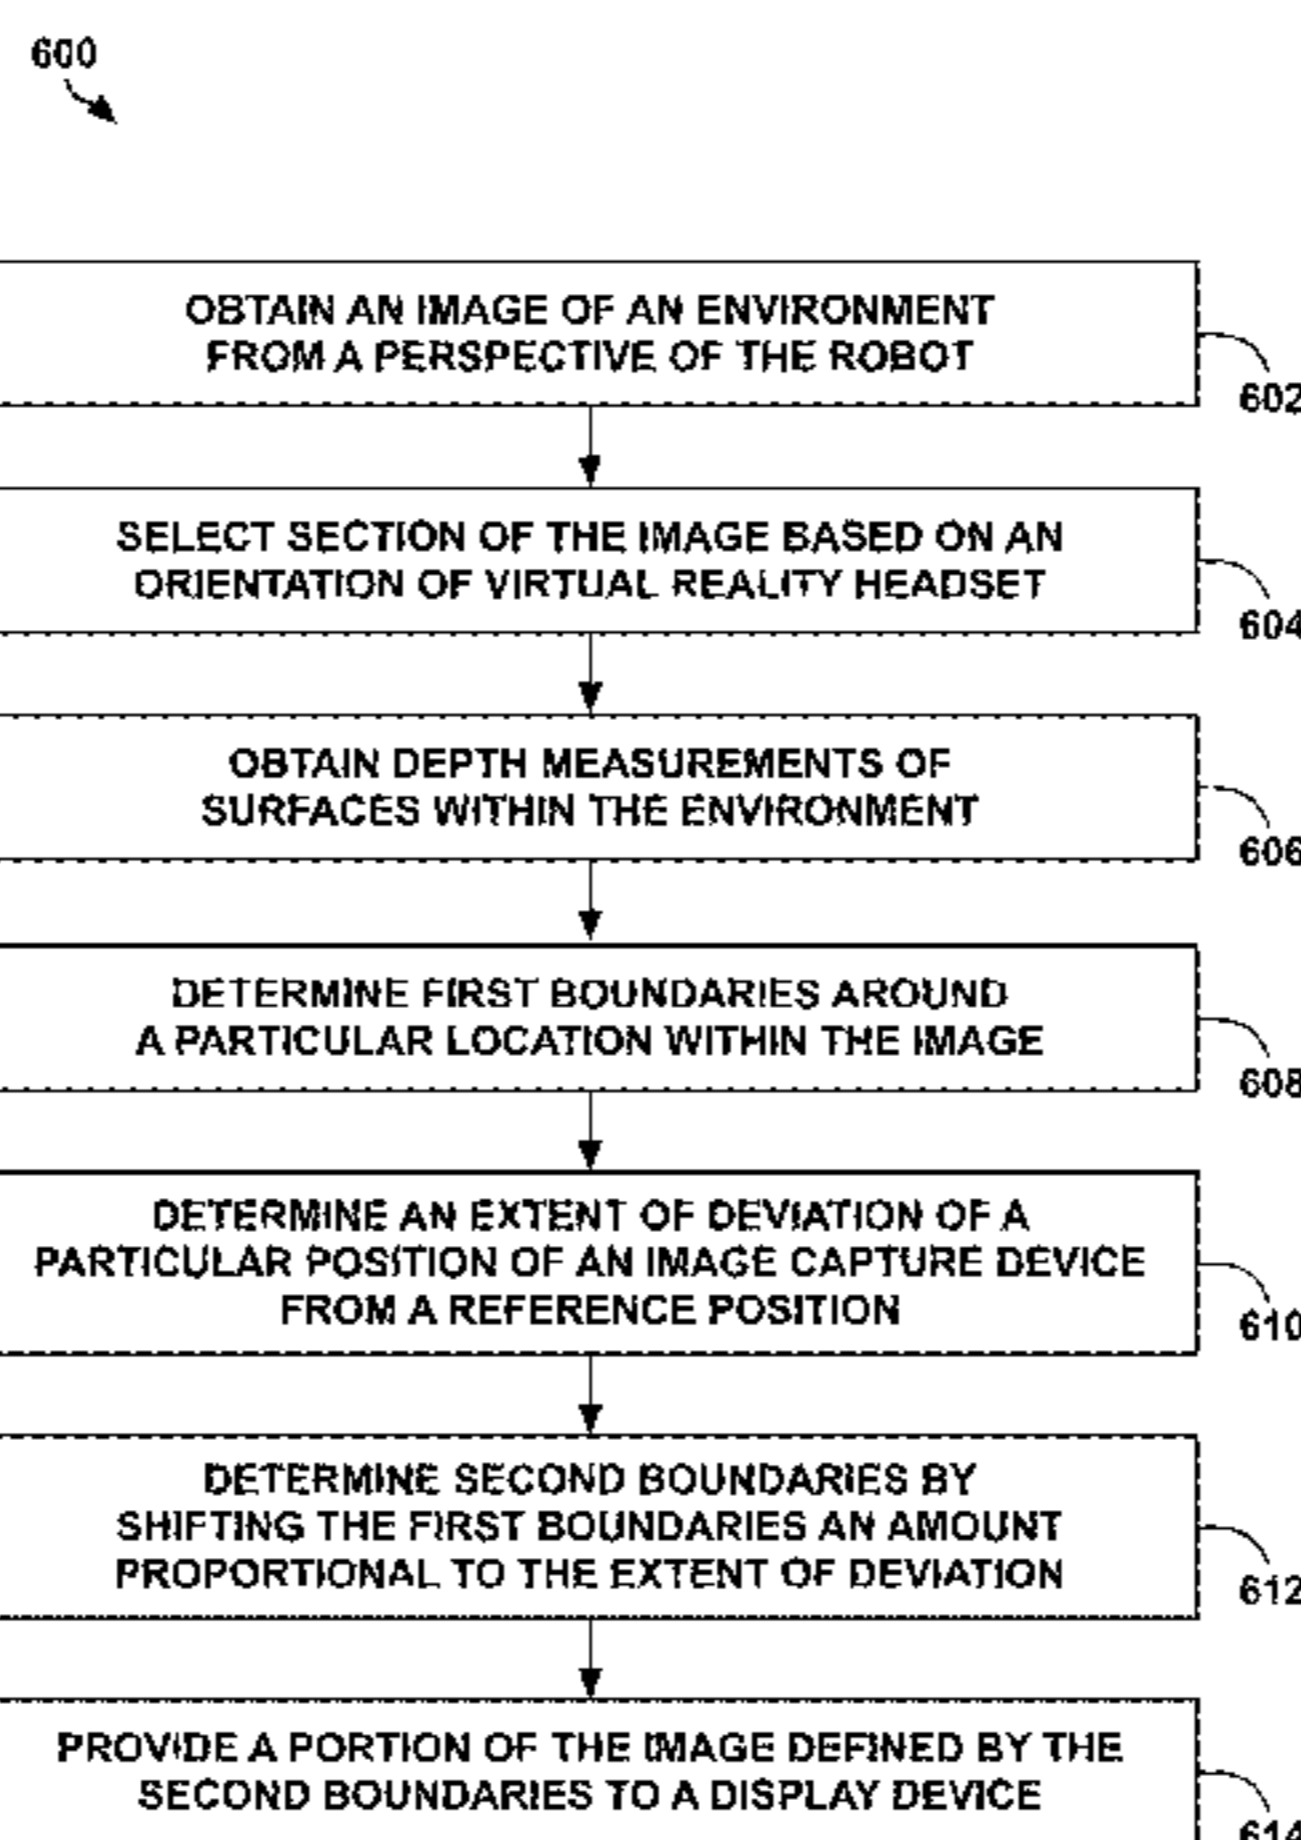 600
OBTAIN AN IMAGE OF AN ENVIRONMENT
FROM A PERSPECTIVE OF THE ROBOT
602
SELECT SECTION OF THE IMAGE BASED ON AN
ORIENTATION OF VIRTUAL REALITY HEADSET
604
OBTAIN DEPTH MEASUREMENTS OF
SURFACES WITHIN THE ENVIRONMENT
606
DETERMINE FIRST BOUNDARIES AROUND
A PARTICULAR LOCATION WITHIN THE IMAGE
608
DETERMINE AN EXTENT OF DEVIATION OF A
PARTICULAR POSITION OF AN IMAGE CAPTURE DEVICE
FROM A REFERENCE POSITION
610
DETERMINE SECOND BOUNDARIES BY
SHIFTING THE FIRST BOUNDARIES AN AMOUNT
PROPORTIONAL TO THE EXTENT OF DEVIATION
612
PROVIDE A PORTION OF THE IMAGE DEFINED BY THE
SECOND BOUNDARIES TO A DISPLAY DEVICE
614